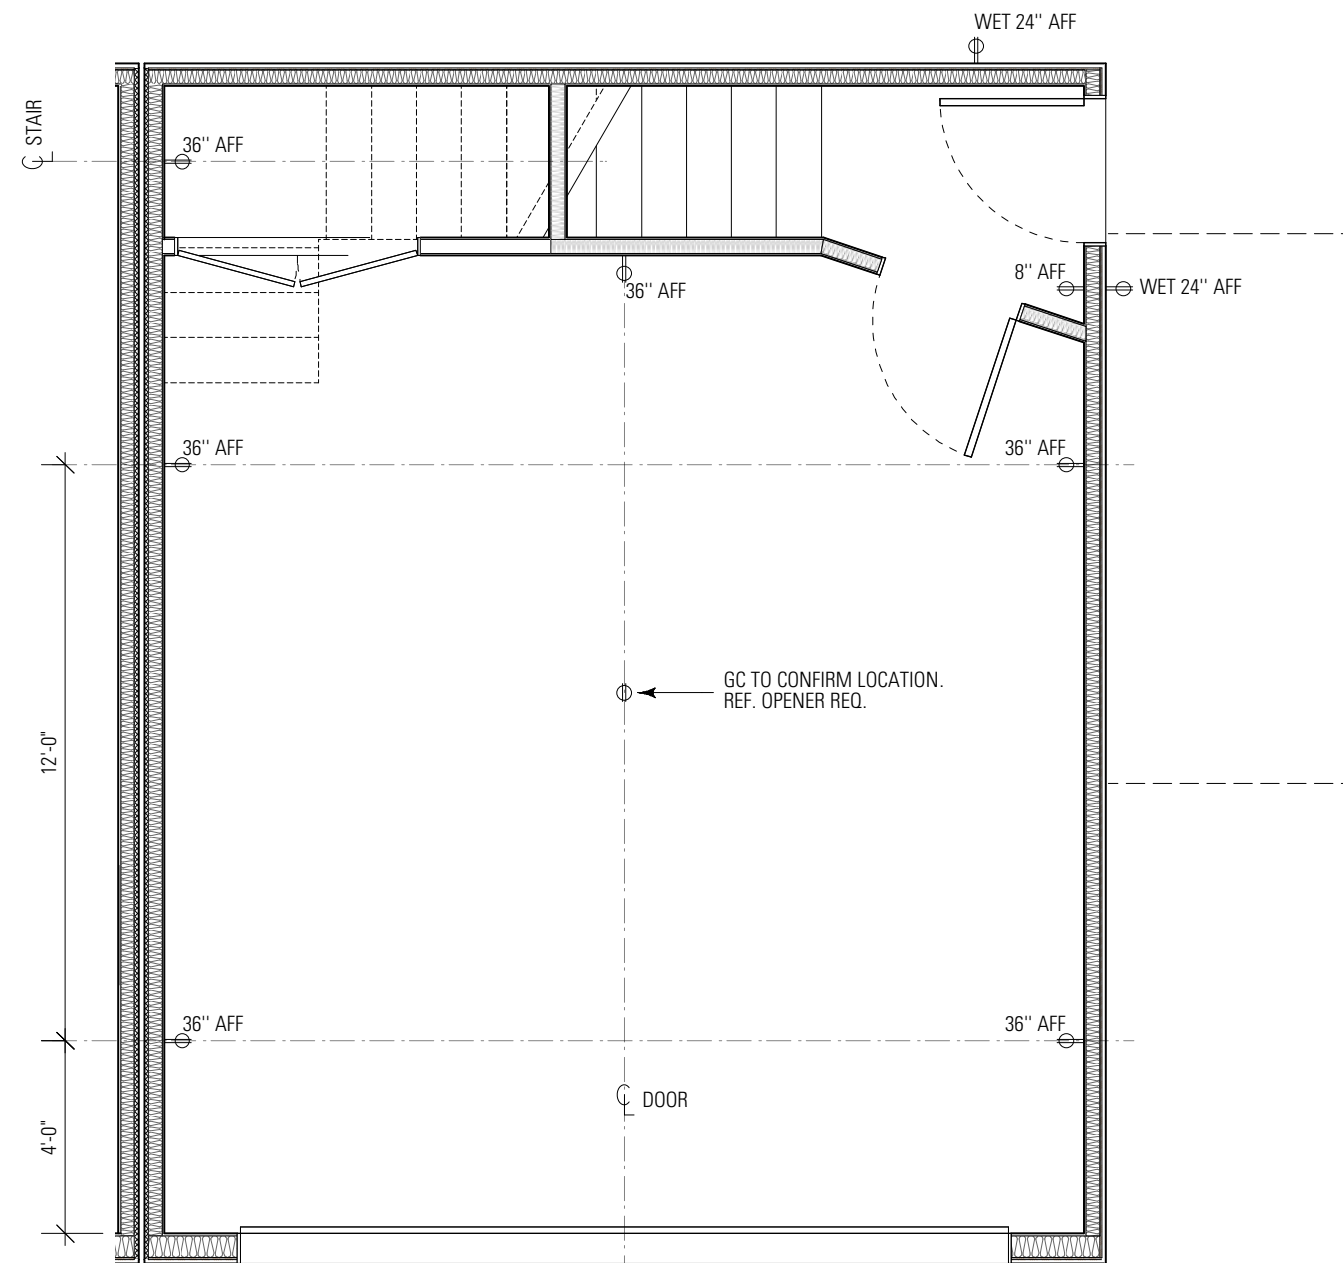 WET 24" AFF
℄ STAIR
36" AFF
36" AFF
8" AFF
WET 24" AFF
36" AFF
36" AFF
GC TO CONFIRM LOCATION.
REF. OPENER REQ.
12'-0"
36" AFF
36" AFF
℄ DOOR
4'-0"